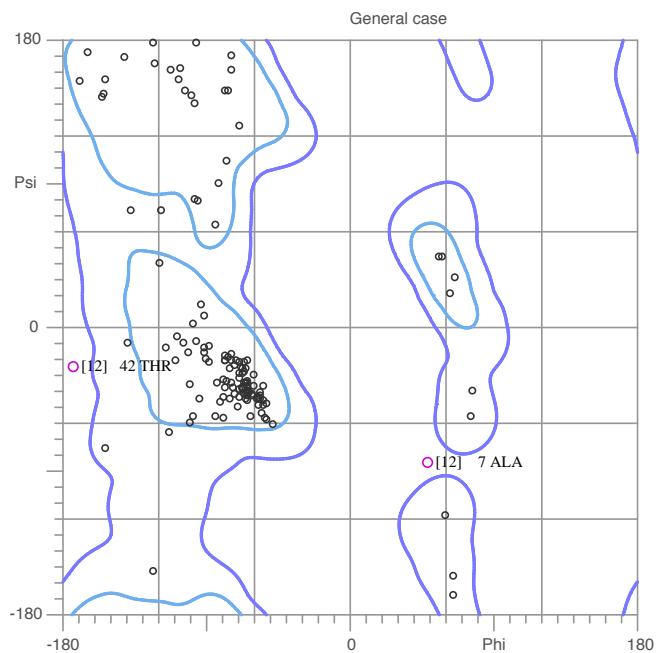 General case
180
Psi
0
[12] 42 THR
[12] 7 ALA
-180
-180 0 Phi 180